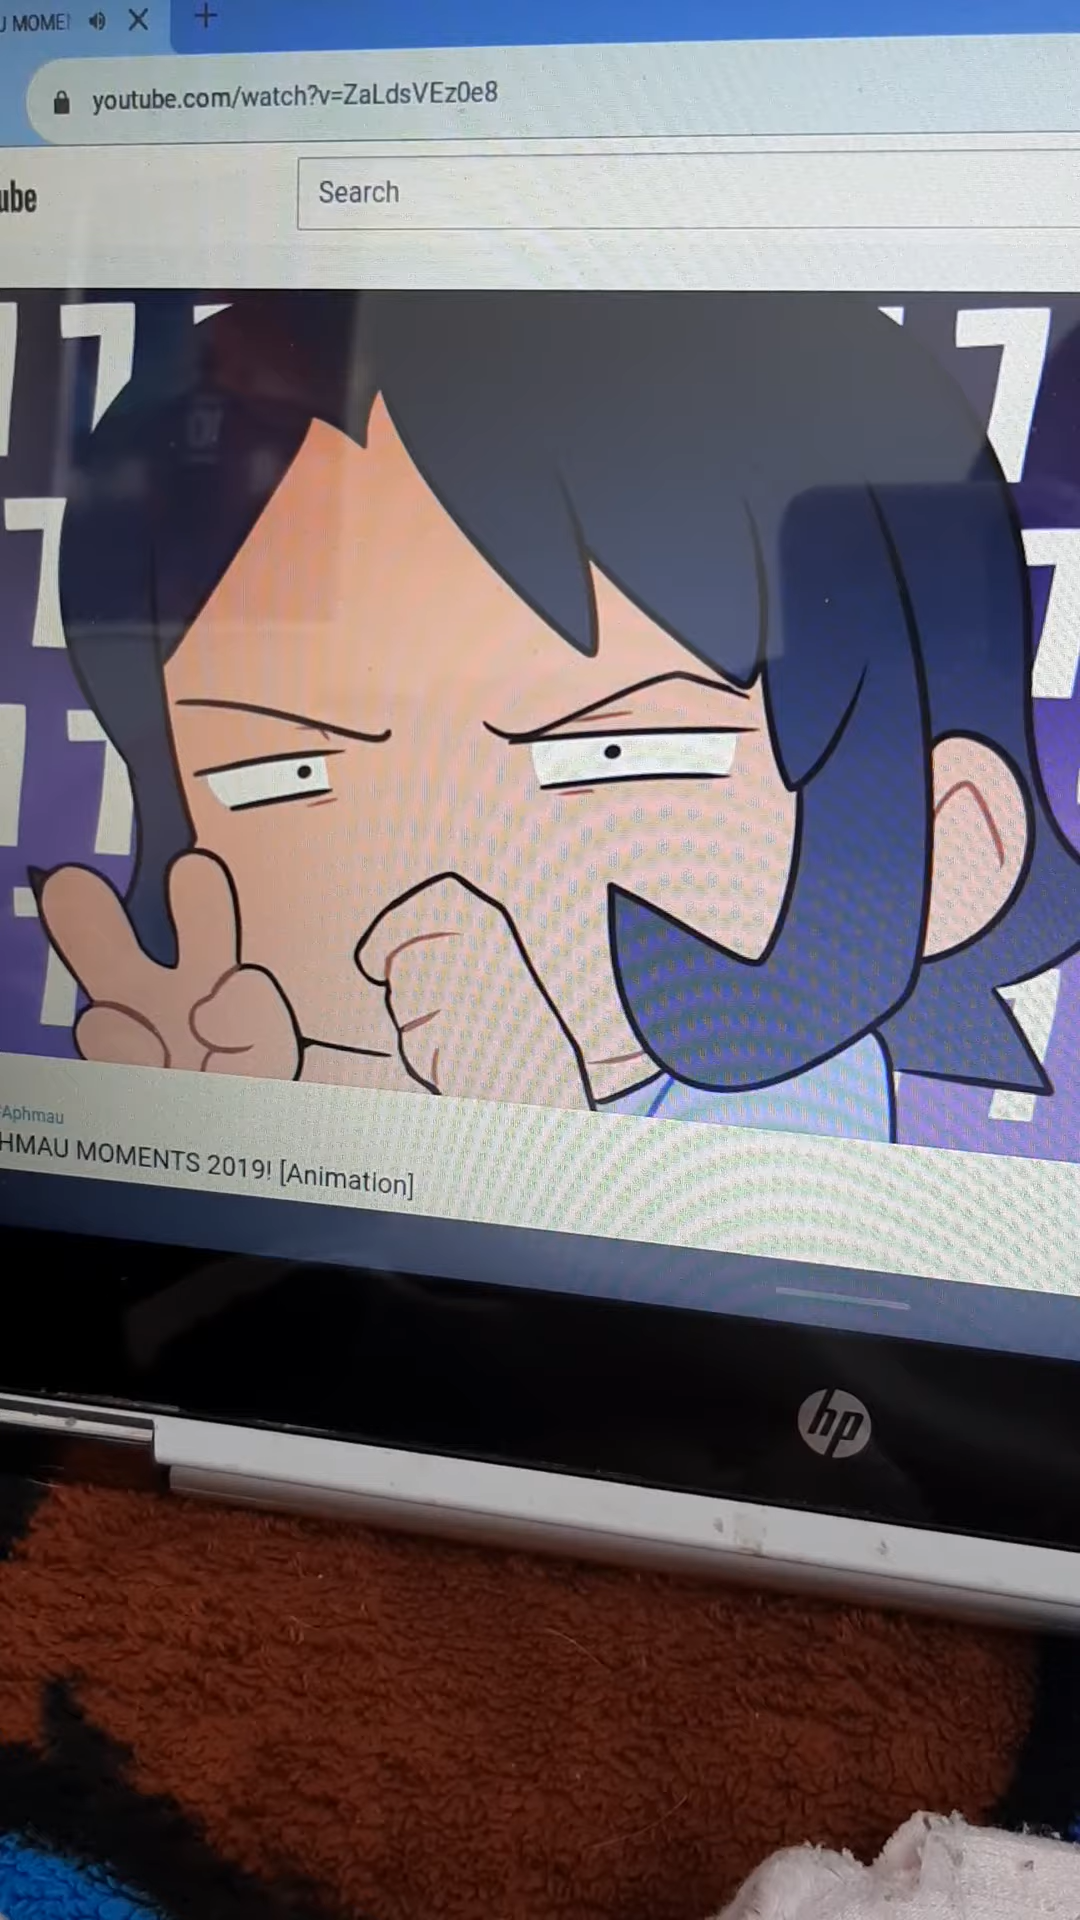 J MOME
youtube.com/watch?v=ZaLdsVEz0e8
ube
Search
Aphmau
HMAU MOMENTS 2019! [Animation]
hp